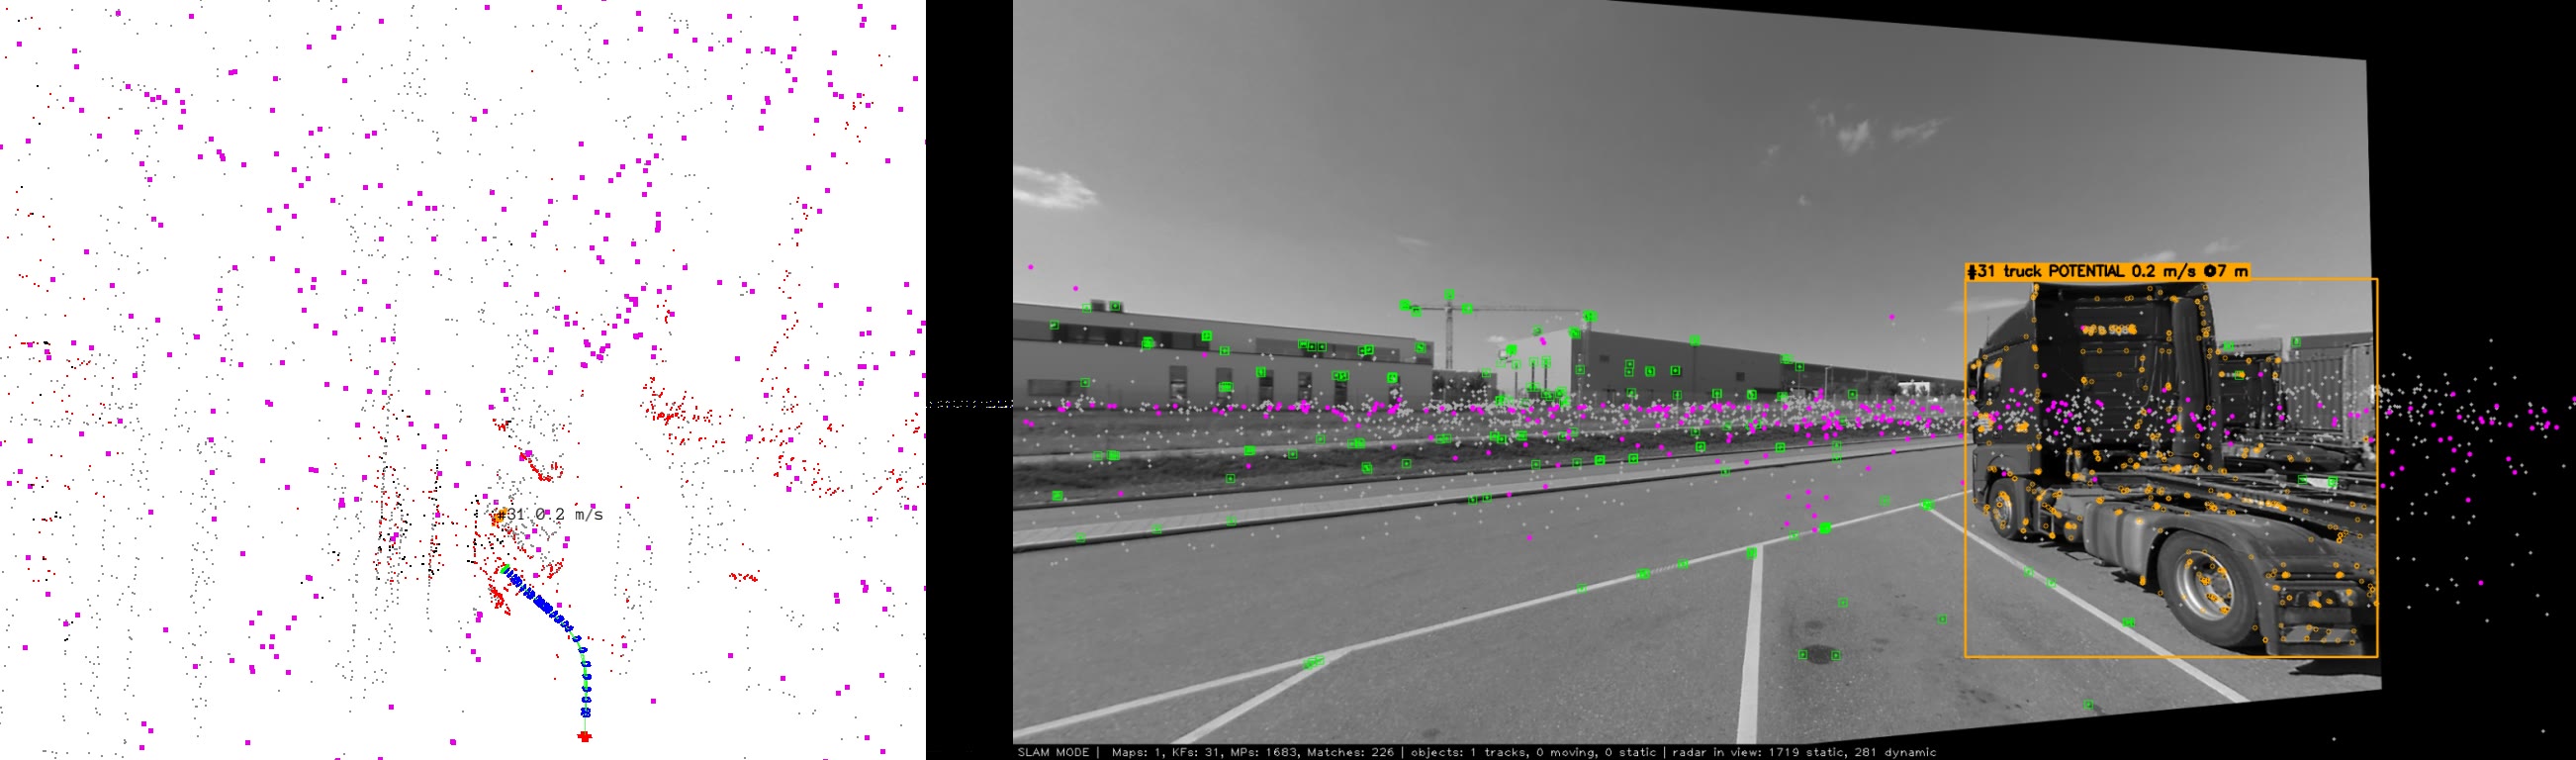 #31 0.2 m/s
#31 truck POTENTIAL 0.2 m/s @7 m
SLAM MODE | Maps: 1, KFs: 31, MPs: 1683, Matches: 226 | objects: 1 tracks, 0 moving, 0 static | radar in view: 1719 static, 281 dynamic